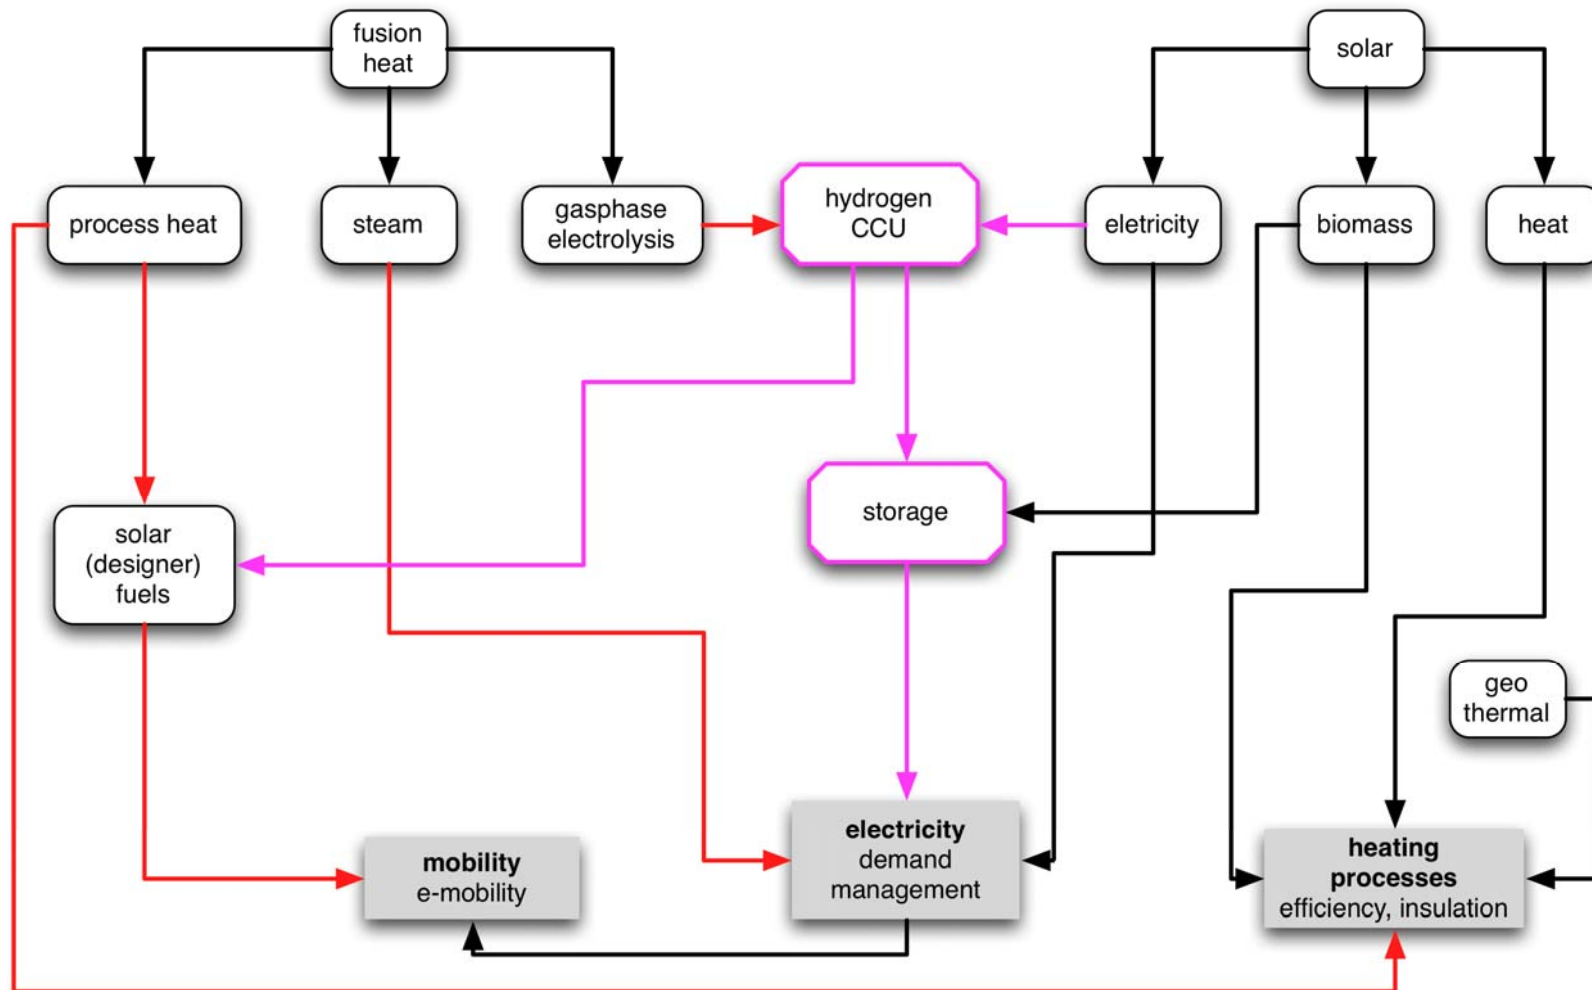 fusion
heat
solar
process heat
steam
gasphase
electrolysis
hydrogen
CCU
eletricity
biomass
heat
storage
solar
(designer)
fuels
geo
thermal
mobility
e-mobility
electricity
demand
management
heating
processes
efficiency, insulation